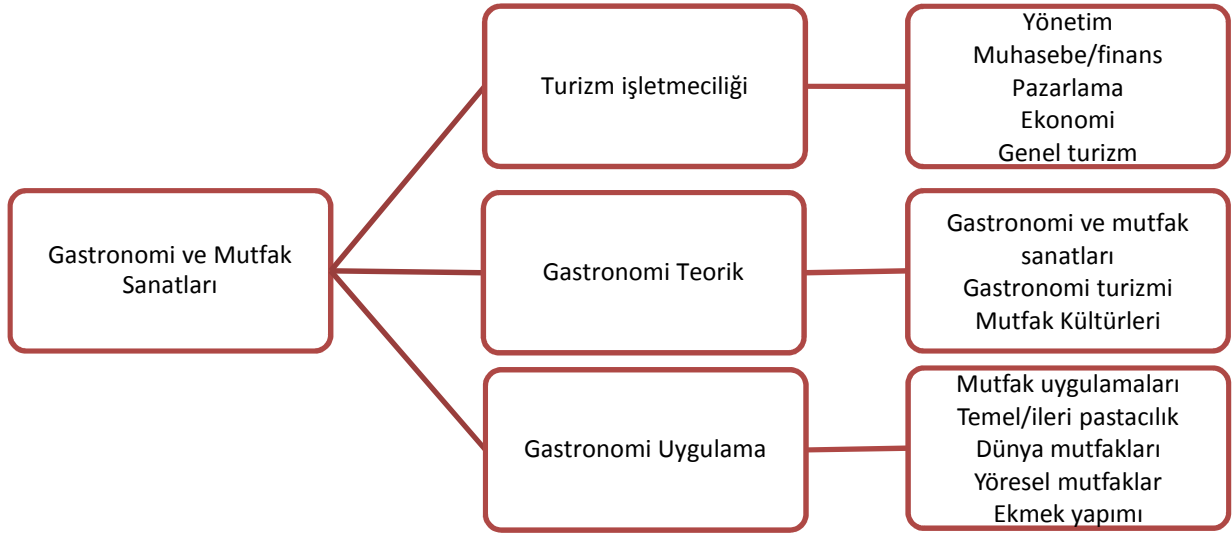 Gastronomi ve Mutfak
Sanatları
Turizm işletmeciliği
Yönetim
Muhasebe/finans
Pazarlama
Ekonomi
Genel turizm
Gastronomi Teorik
Gastronomi ve mutfak
sanatları
Gastronomi turizmi
Mutfak Kültürleri
Gastronomi Uygulama
Mutfak uygulamaları
Temel/ileri pastacılık
Dünya mutfakları
Yöresel mutfaklar
Ekmek yapımı